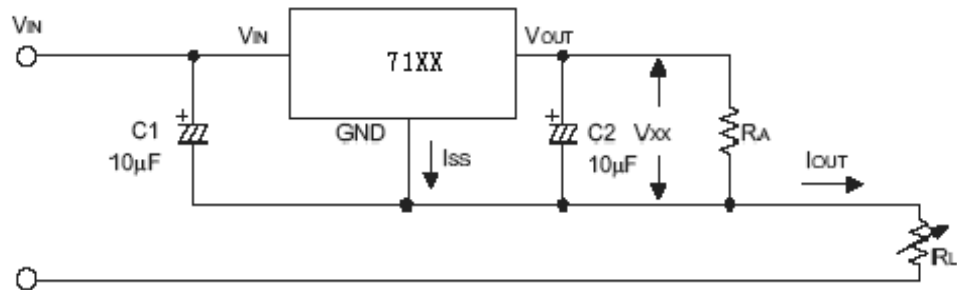 VIN
VIN
71XX
VOUT
+
C1
10μF
GND
ISS
+
C2
10μF
VXX
RA
IOUT
RL